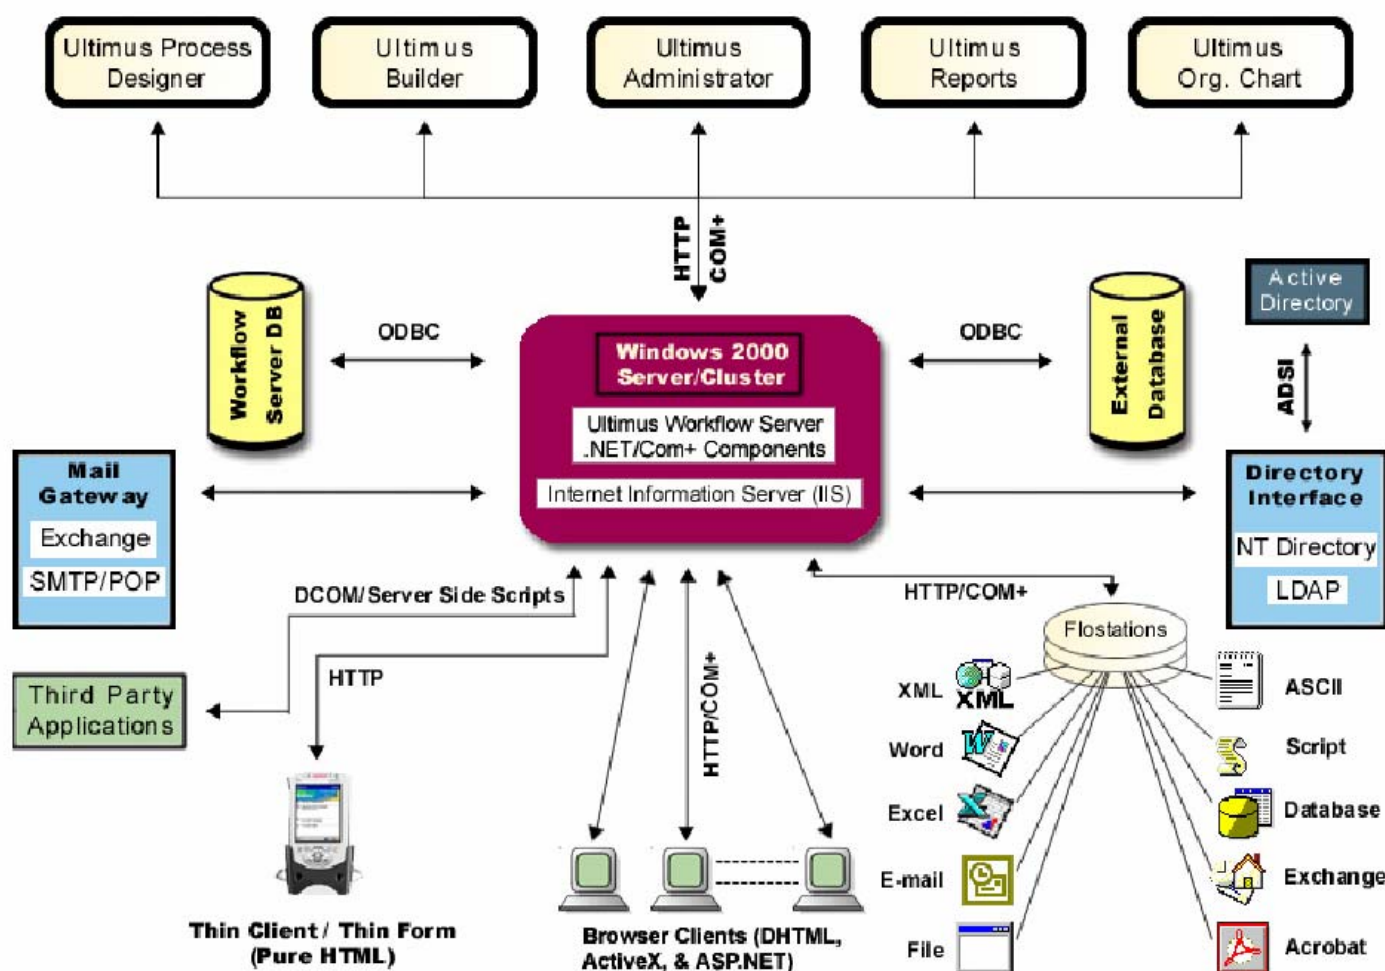 Ultimus Process
Designer
Ultimus
Builder
Ultimus
Administrator
Ultimus
Reports
Ultimus
Org. Chart
HTTP
COM+
Workflow
Server DB
ODBC
Windows 2000
Server/Cluster
Ultimus Workflow Server
.NET/Com+ Components
Internet Information Server (IIS)
ODBC
External
Database
Active
Directory
ADSI
Mail
Gateway
Exchange
SMTP/POP
Directory
Interface
NT Directory
LDAP
DCOM/Server Side Scripts
HTTP/COM+
Third Party
Applications
HTTP
HTTP/COM+
Flostations
XML
XML
ASCII
Word
Script
Excel
Database
E-mail
Exchange
File
Acrobat
Thin Client / Thin Form
(Pure HTML)
Browser Clients (DHTML,
ActiveX, & ASP.NET)